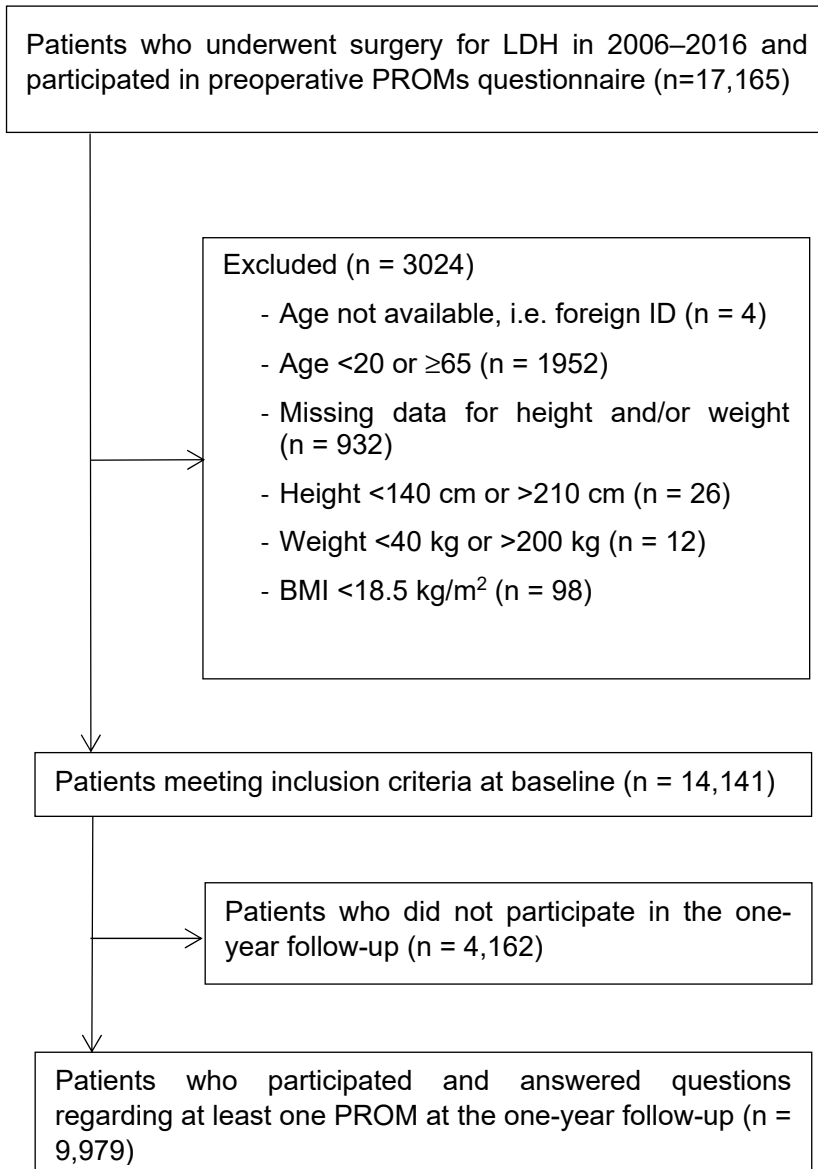 Patients who underwent surgery for LDH in 2006–2016 and
participated in preoperative PROMs questionnaire (n=17,165)
Excluded (n = 3024)
- Age not available, i.e. foreign ID (n = 4)
- Age <20 or ≥65 (n = 1952)
- Missing data for height and/or weight
(n = 932)
- Height <140 cm or >210 cm (n = 26)
- Weight <40 kg or >200 kg (n = 12)
- BMI <18.5 kg/m² (n = 98)
Patients meeting inclusion criteria at baseline (n = 14,141)
Patients who did not participate in the one-
year follow-up (n = 4,162)
Patients who participated and answered questions
regarding at least one PROM at the one-year follow-up (n =
9,979)